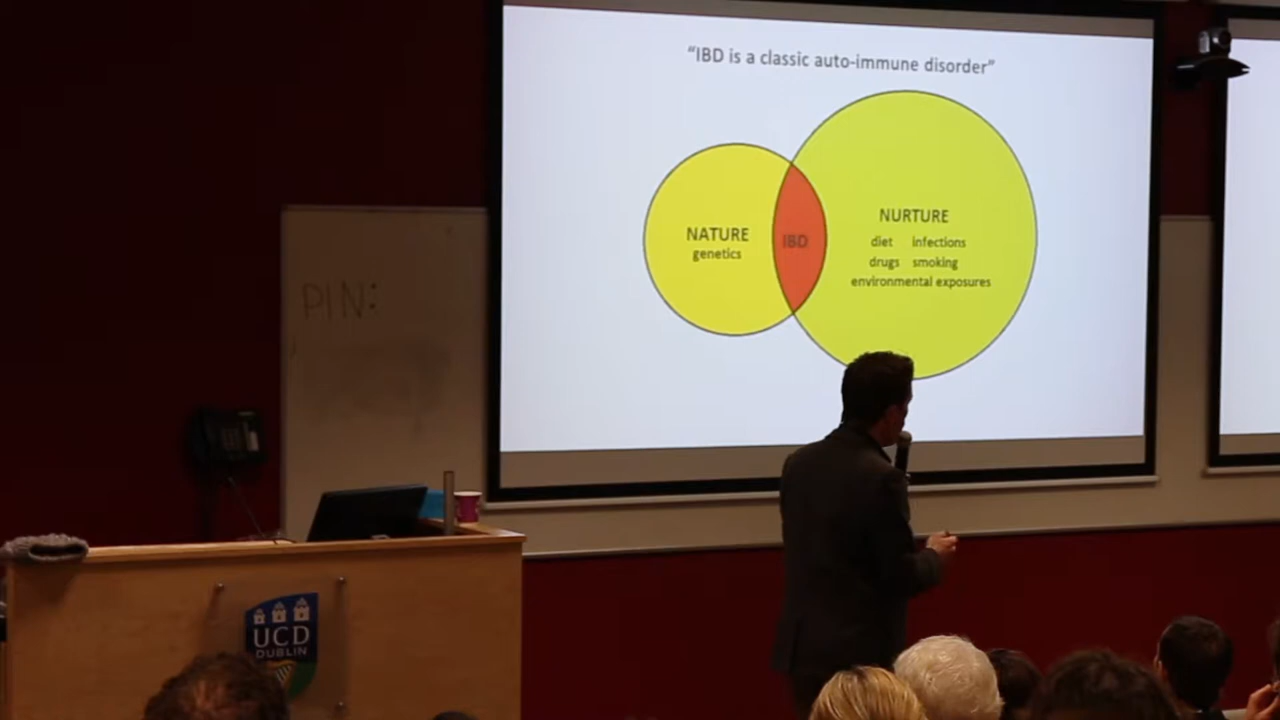 “IBD is a classic auto-immune disorder”
NATURE
genetics
IBD
NURTURE
diet infections
drugs smoking
environmental exposures
PIN:
UCD
DUBLIN